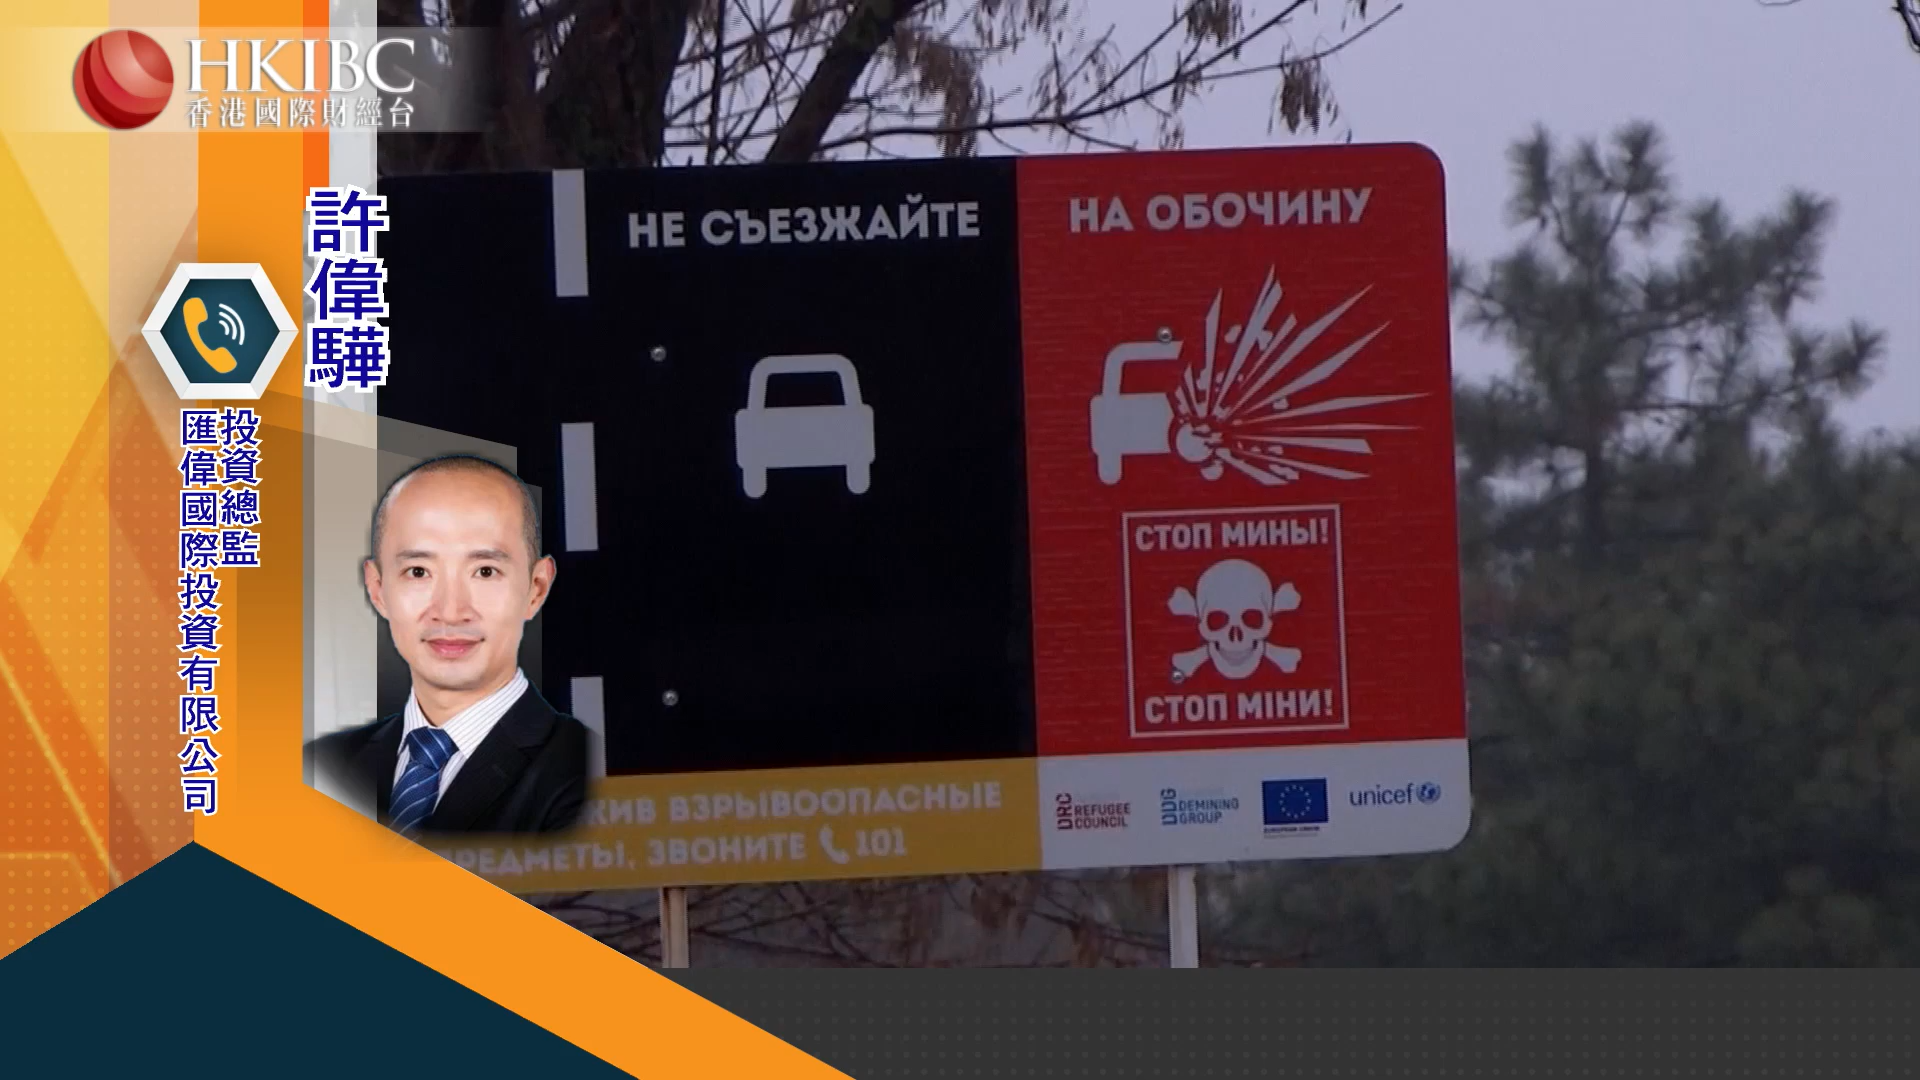 HKIBC
香港國際財經台
許偉驊
投資總監
匯偉國際投資有限公司
НЕ СЪЕЗЖАЙТЕ
НА ОБОЧИНУ
СТОП МИНЫ!
СТОП МІНИ!
ВЗРЫВООПАСНЫЕ
ПРЕДМЕТЫ, ЗВОНИТЕ 101
DRC
REFUGEE
COUNCIL
DDG
DEMINING
GROUP
EUROPEAN UNION
unicef